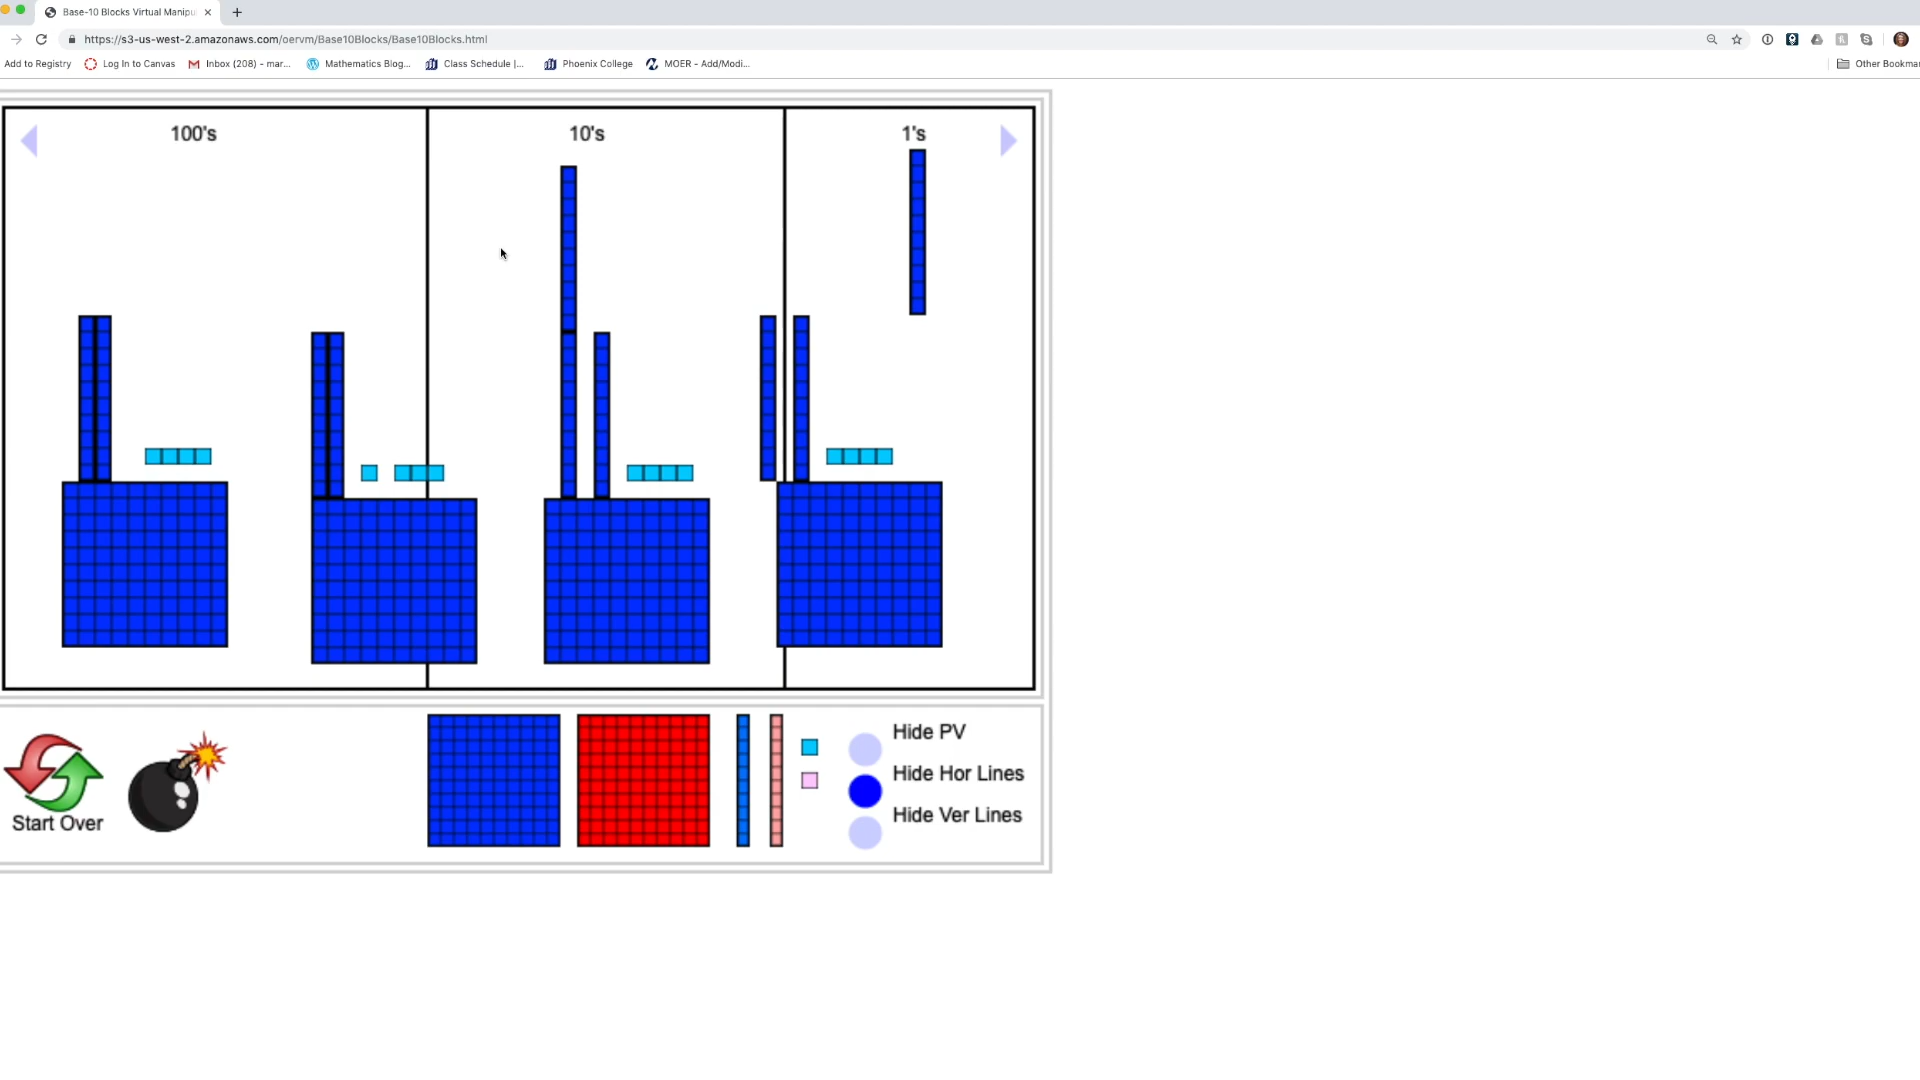 Base-10 Blocks Virtual Manipu
https://s3-us-west-2.amazonaws.com/oervm/Base10Blocks/Base10Blocks.html
Add to Registry Log In to Canvas Inbox (208) - mar... Mathematics Blog... Class Schedule |... Phoenix College MOER - Add/Modi... Other Bookmar
100's 10's 1's
Hide PV
Hide Hor Lines
Hide Ver Lines
Start Over